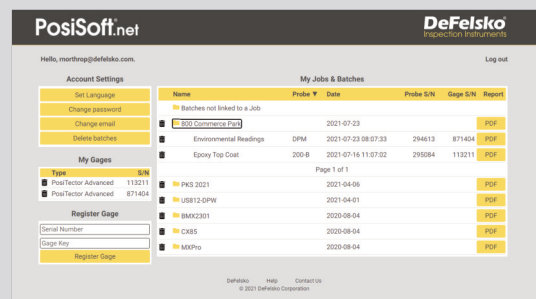 PosiSoft.net
DeFelsko
Inspection Instruments
Hello, morthrop@defelsko.com.
Log out
Account Settings
Set Language
Change password
Change email
Delete batches
My Gages
Type S/N
PosiTector Advanced 113211
PosiTector Advanced 871404
Register Gage
Serial Number
Gage Key
Register Gage
My Jobs & Batches
Name Probe ▼ Date Probe S/N Gage S/N Report
Batches not linked to a Job
800 Commerce Park 2021-07-23 PDF
Environmental Readings DPM 2021-07-23 08:07:33 294613 871404 PDF
Epoxy Top Coat 200-B 2021-07-16 11:07:02 295084 113211 PDF
Page 1 of 1
PKS 2021 2021-04-06 PDF
US812-DPW 2021-04-01 PDF
BMX2301 2020-08-04 PDF
CX85 2020-08-04 PDF
MXPro 2020-08-04 PDF
DeFelsko Help Contact Us
© 2021 DeFelsko Corporation